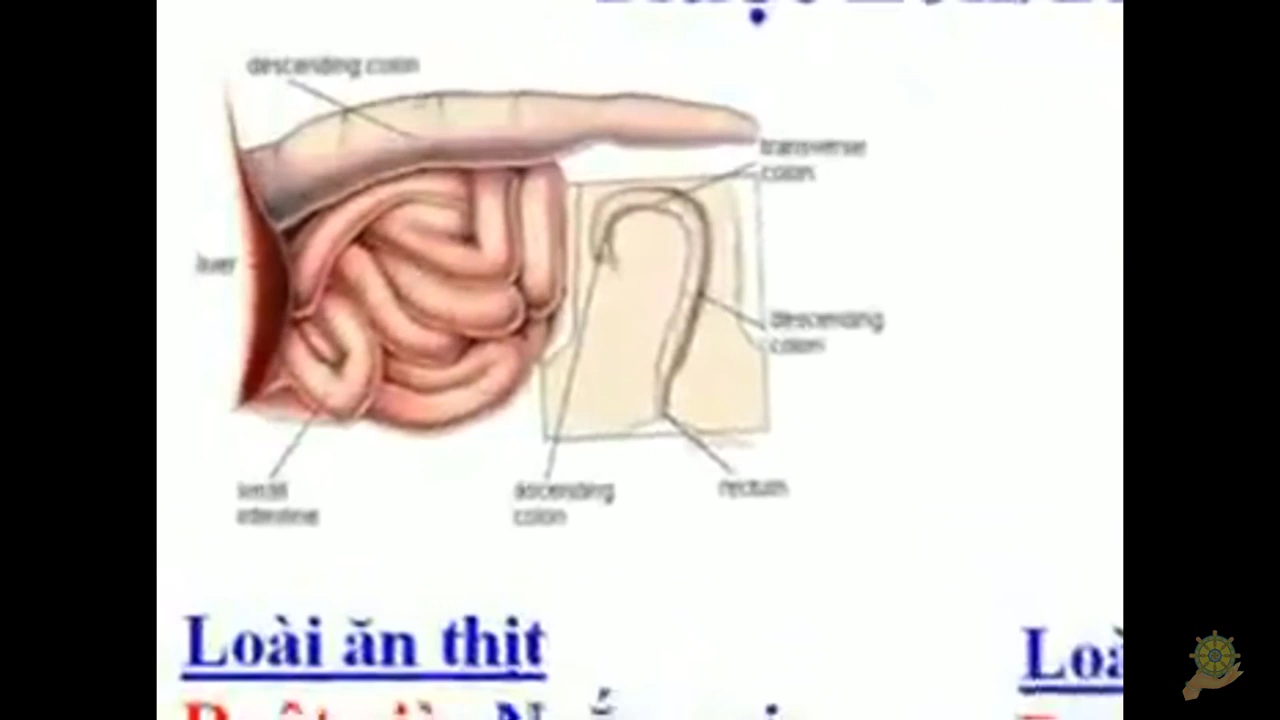 descending colon
transverse
colon
liver
descending
colon
small
intestine
ascending
colon
rectum
Loài ăn thịt